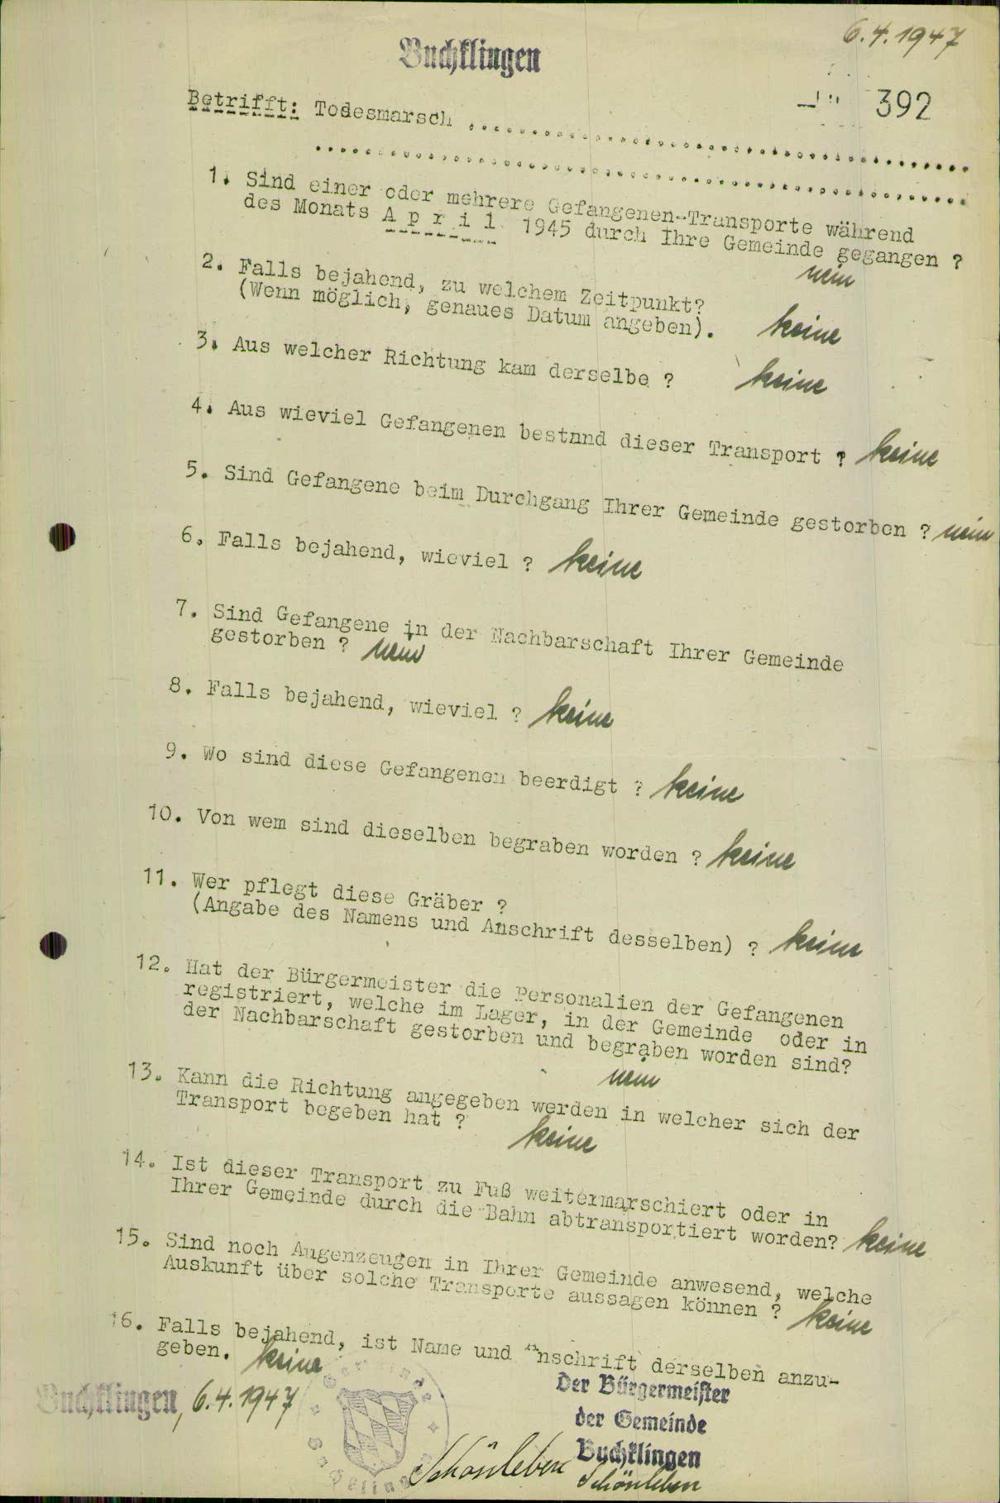 6.4.1947
Buchklingen
392
Betrifft: Todesmarsch ......................................................
......................................................
1. Sind einer oder mehrere Gefangenen-Transporte während
des Monats A p r i l 1945 durch Ihre Gemeinde gegangen ?
nein
2. Falls bejahend, zu welchem Zeitpunkt?
(Wenn möglich, genaues Datum angeben). keine
3. Aus welcher Richtung kam derselbe ? keine
4. Aus wieviel Gefangenen bestand dieser Transport ? keine
5. Sind Gefangene beim Durchgang Ihrer Gemeinde gestorben ? nein
6. Falls bejahend, wieviel ? keine
7. Sind Gefangene in der Nachbarschaft Ihrer Gemeinde
gestorben ? nein
8. Falls bejahend, wieviel ? keine
9. Wo sind diese Gefangenen beerdigt ? keine
10. Von wem sind dieselben begraben worden ? keine
11. Wer pflegt diese Gräber ?
(Angabe des Namens und Anschrift desselben) ? keine
12. Hat der Bürgermeister die Personalien der Gefangenen
registriert, welche im Lager, in der Gemeinde oder in
der Nachbarschaft gestorben und begraben worden sind?
nein
13. Kann die Richtung angegeben werden in welcher sich der
Transport begeben hat ? keine
14. Ist dieser Transport zu Fuß weitermarschiert oder in
Ihrer Gemeinde durch die Bahn abtransportiert worden? keine
15. Sind noch Augenzeugen in Ihrer Gemeinde anwesend, welche
Auskunft über solche Transporte aussagen können ? keine
16. Falls bejahend, ist Name und Anschrift derselben anzu-
geben. keine
Buchklingen, 6.4.1947
Der Bürgermeister
der Gemeinde
Buchklingen
Schönleben
Schönleben